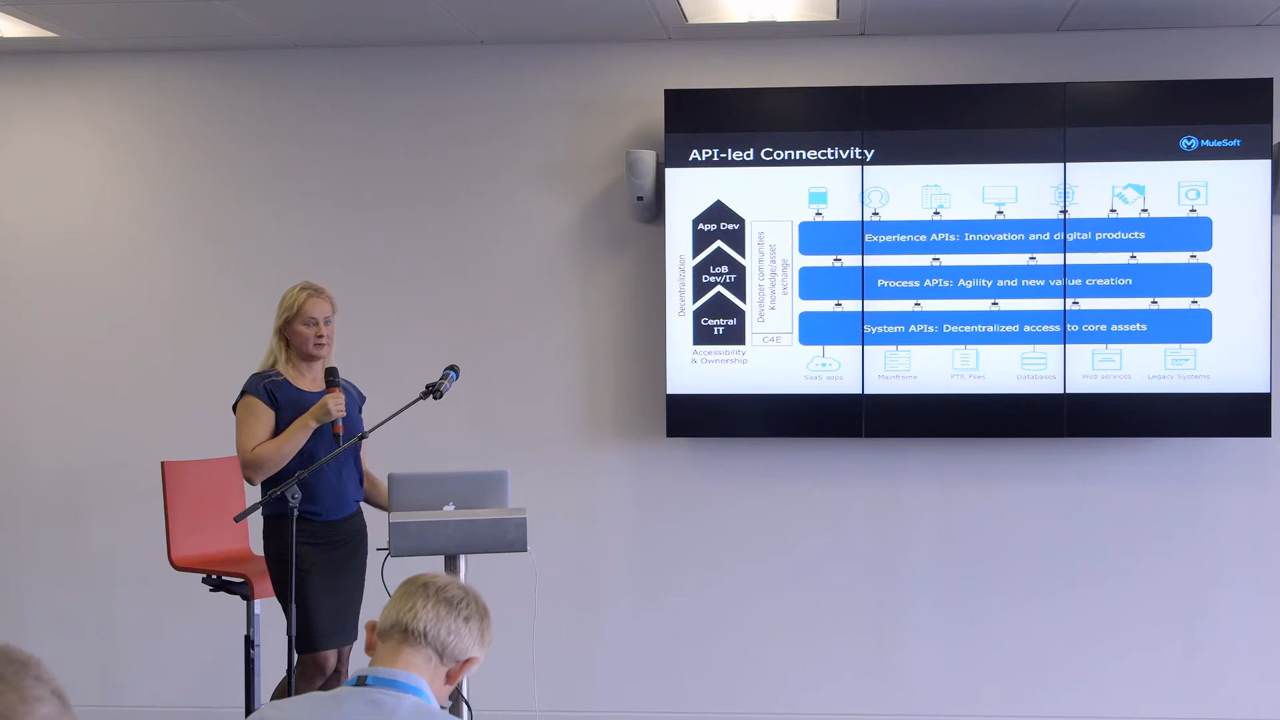 API-led Connectivity
MuleSoft
App Dev
LoB
Dev/IT
Central
IT
Decentralization
Accessibility
& Ownership
Developer communities
Knowledge/asset
exchange
C4E
Experience APIs: Innovation and digital products
Process APIs: Agility and new value creation
System APIs: Decentralized access to core assets
SaaS apps
Mainframe
FTP, Files
Databases
Web services
Legacy Systems